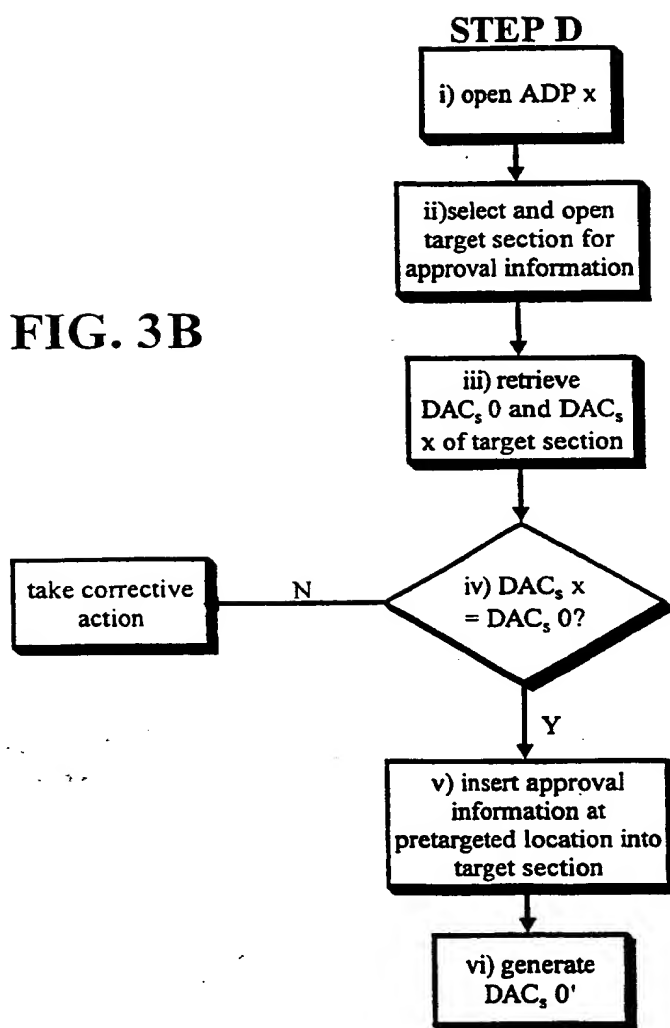 STEP D
i) open ADP x
ii)select and open
target section for
approval information
FIG. 3B
iii) retrieve
DACₛ 0 and DACₛ
x of target section
take corrective
action
N
iv) DACₛ x
= DACₛ 0?
Y
v) insert approval
information at
pretargeted location into
target section
vi) generate
DACₛ 0'